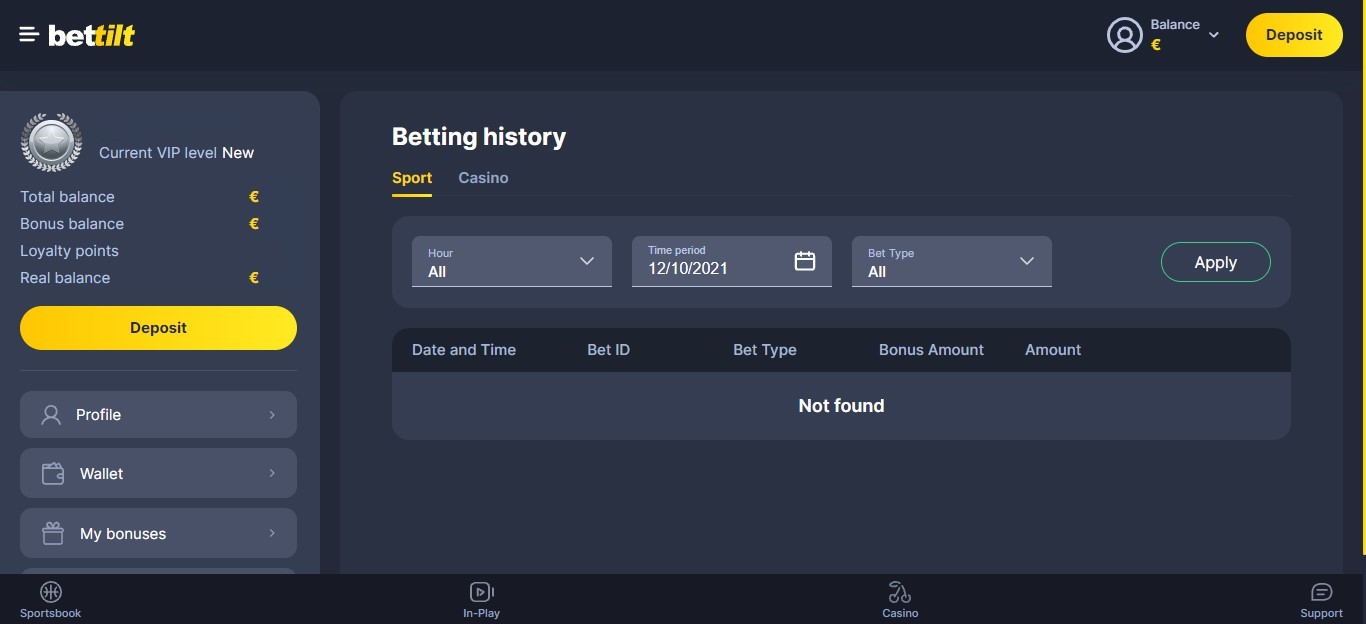 bettilt
Balance
€
Deposit
Current VIP level New
Total balance €
Bonus balance €
Loyalty points
Real balance €
Deposit
Profile
Wallet
My bonuses
Betting history
Sport Casino
Hour
All
Time period
12/10/2021
Bet Type
All
Apply
Date and Time Bet ID Bet Type Bonus Amount Amount
Not found
Sportsbook In-Play Casino Support